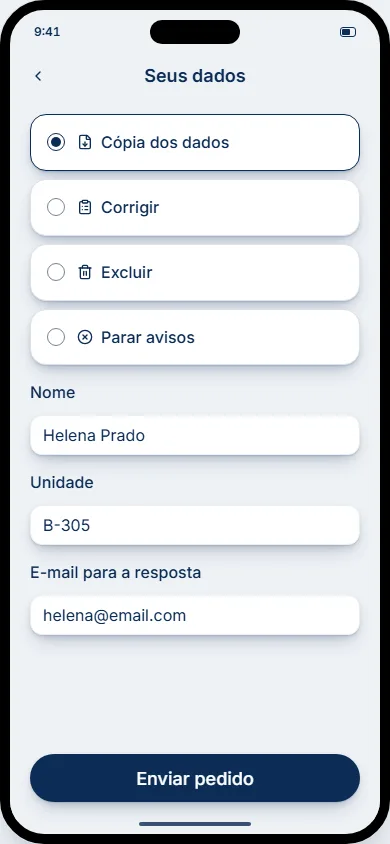 9:41
Seus dados
Cópia dos dados
Corrigir
Excluir
Parar avisos
Nome
Helena Prado
Unidade
B-305
E-mail para a resposta
helena@email.com
Enviar pedido